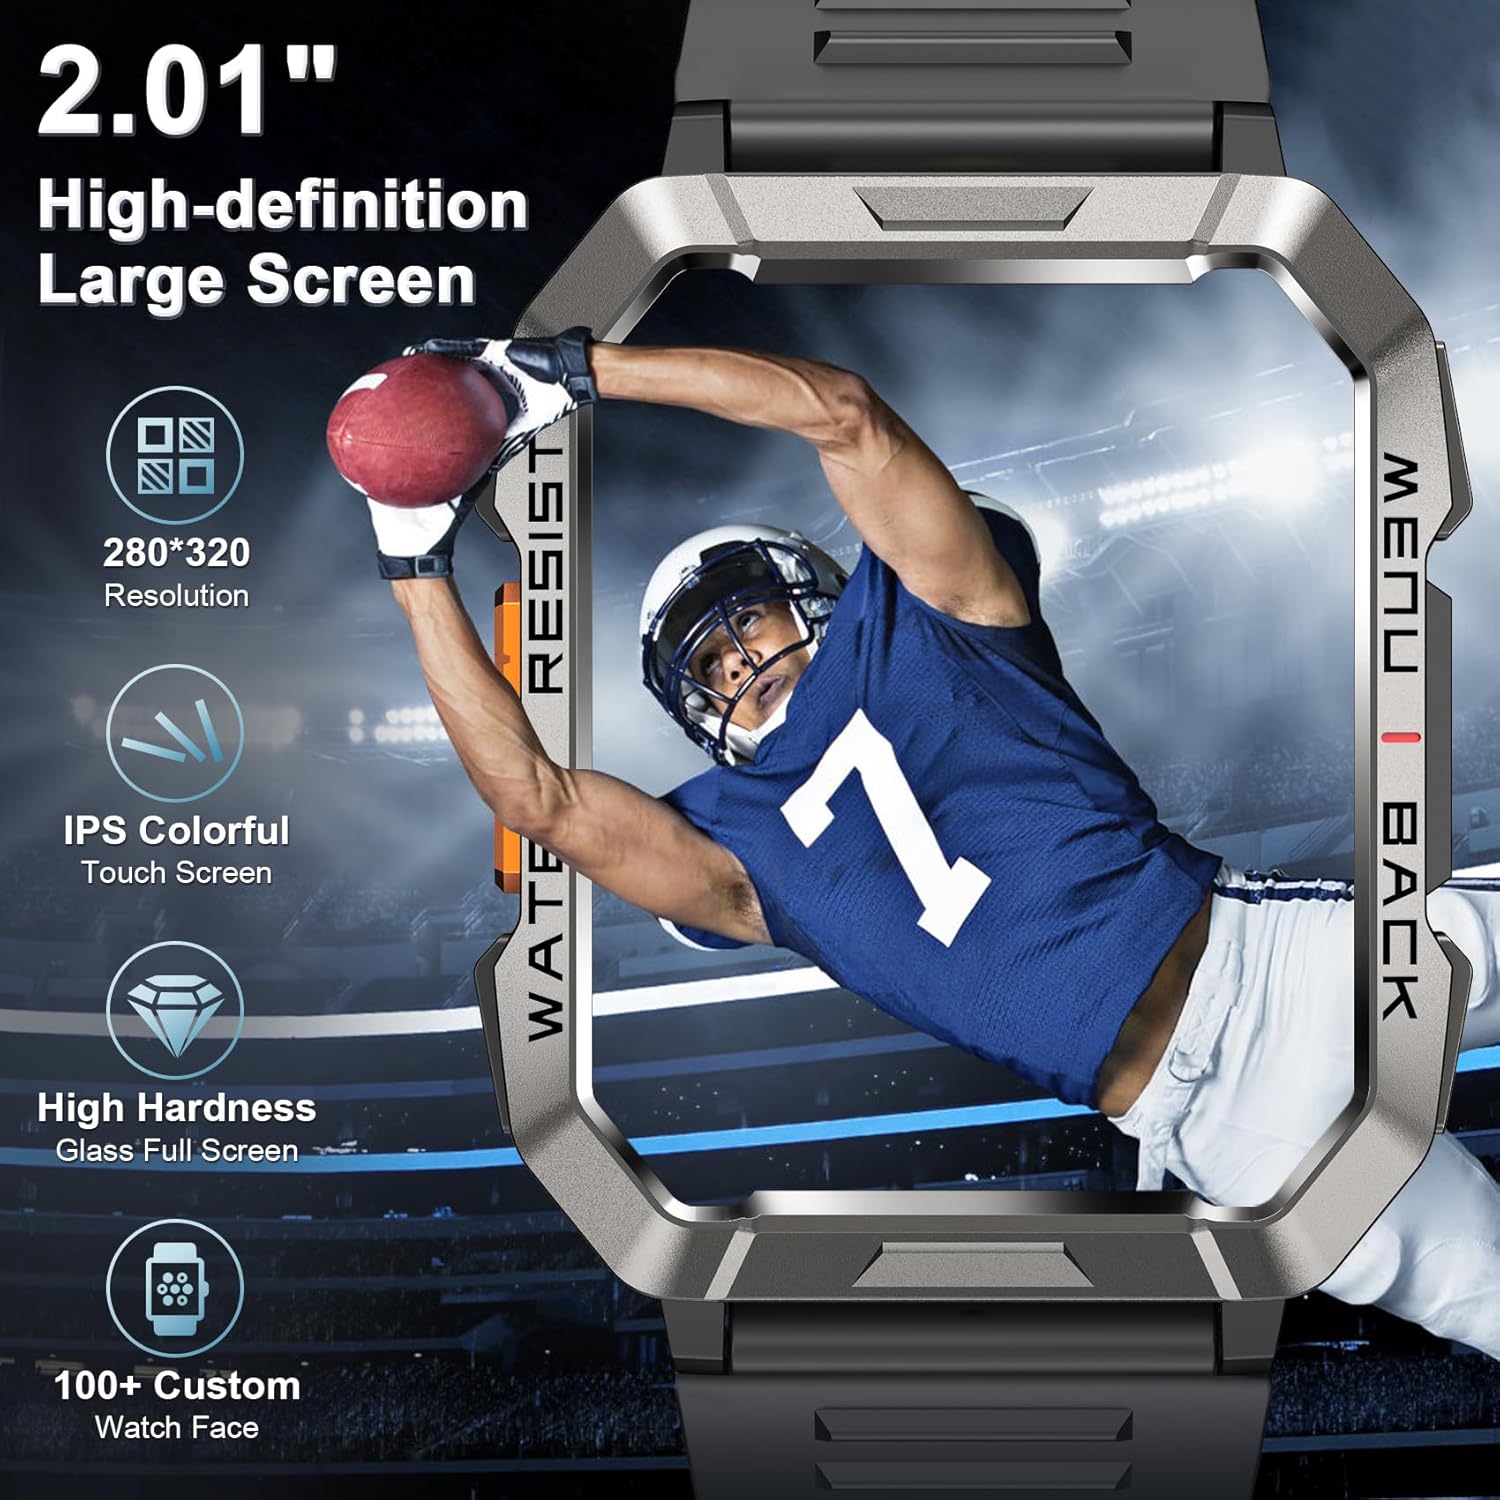 2.01"
High-definition
Large Screen
280*320
Resolution
IPS Colorful
Touch Screen
High Hardness
Glass Full Screen
100+ Custom
Watch Face
WATE RESIST
MENU | BACK
7